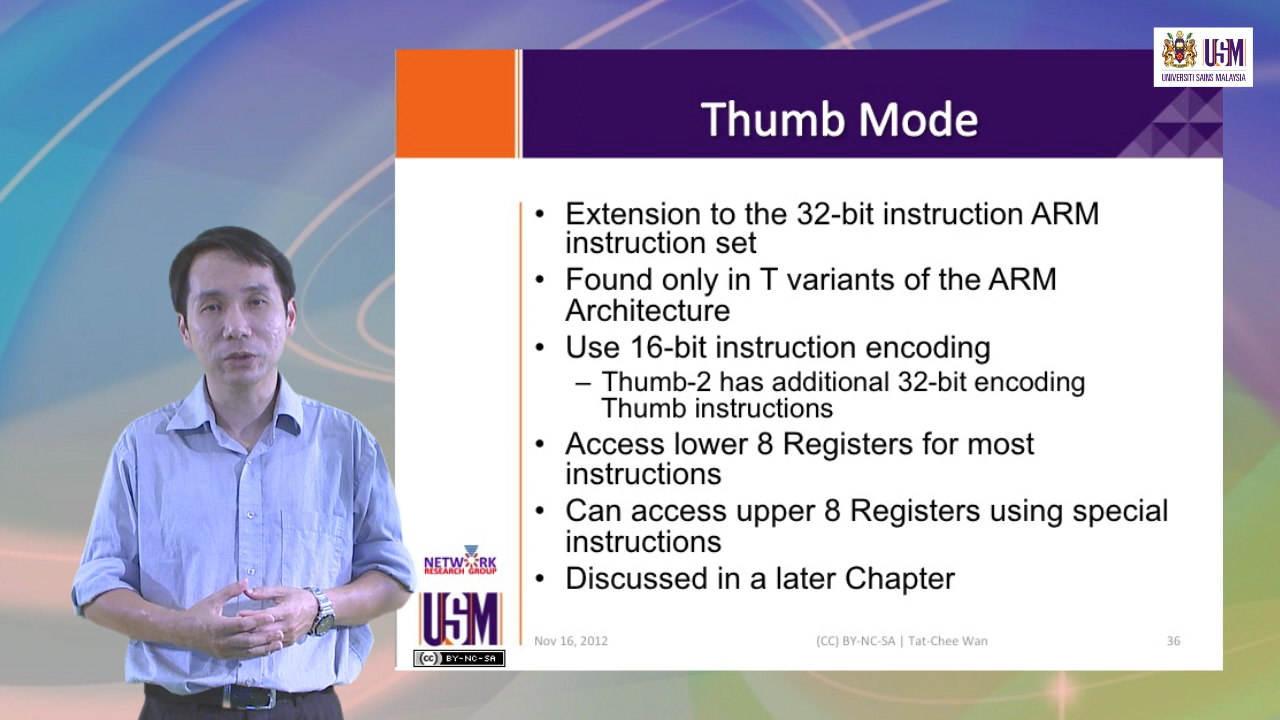 USM
UNIVERSITI SAINS MALAYSIA
Thumb Mode
• Extension to the 32-bit instruction ARM
instruction set
• Found only in T variants of the ARM
Architecture
• Use 16-bit instruction encoding
– Thumb-2 has additional 32-bit encoding
Thumb instructions
• Access lower 8 Registers for most
instructions
• Can access upper 8 Registers using special
instructions
• Discussed in a later Chapter
NETWORK
RESEARCH GROUP
USM
(cc) BY-NC-SA
Nov 16, 2012
(CC) BY-NC-SA | Tat-Chee Wan
36